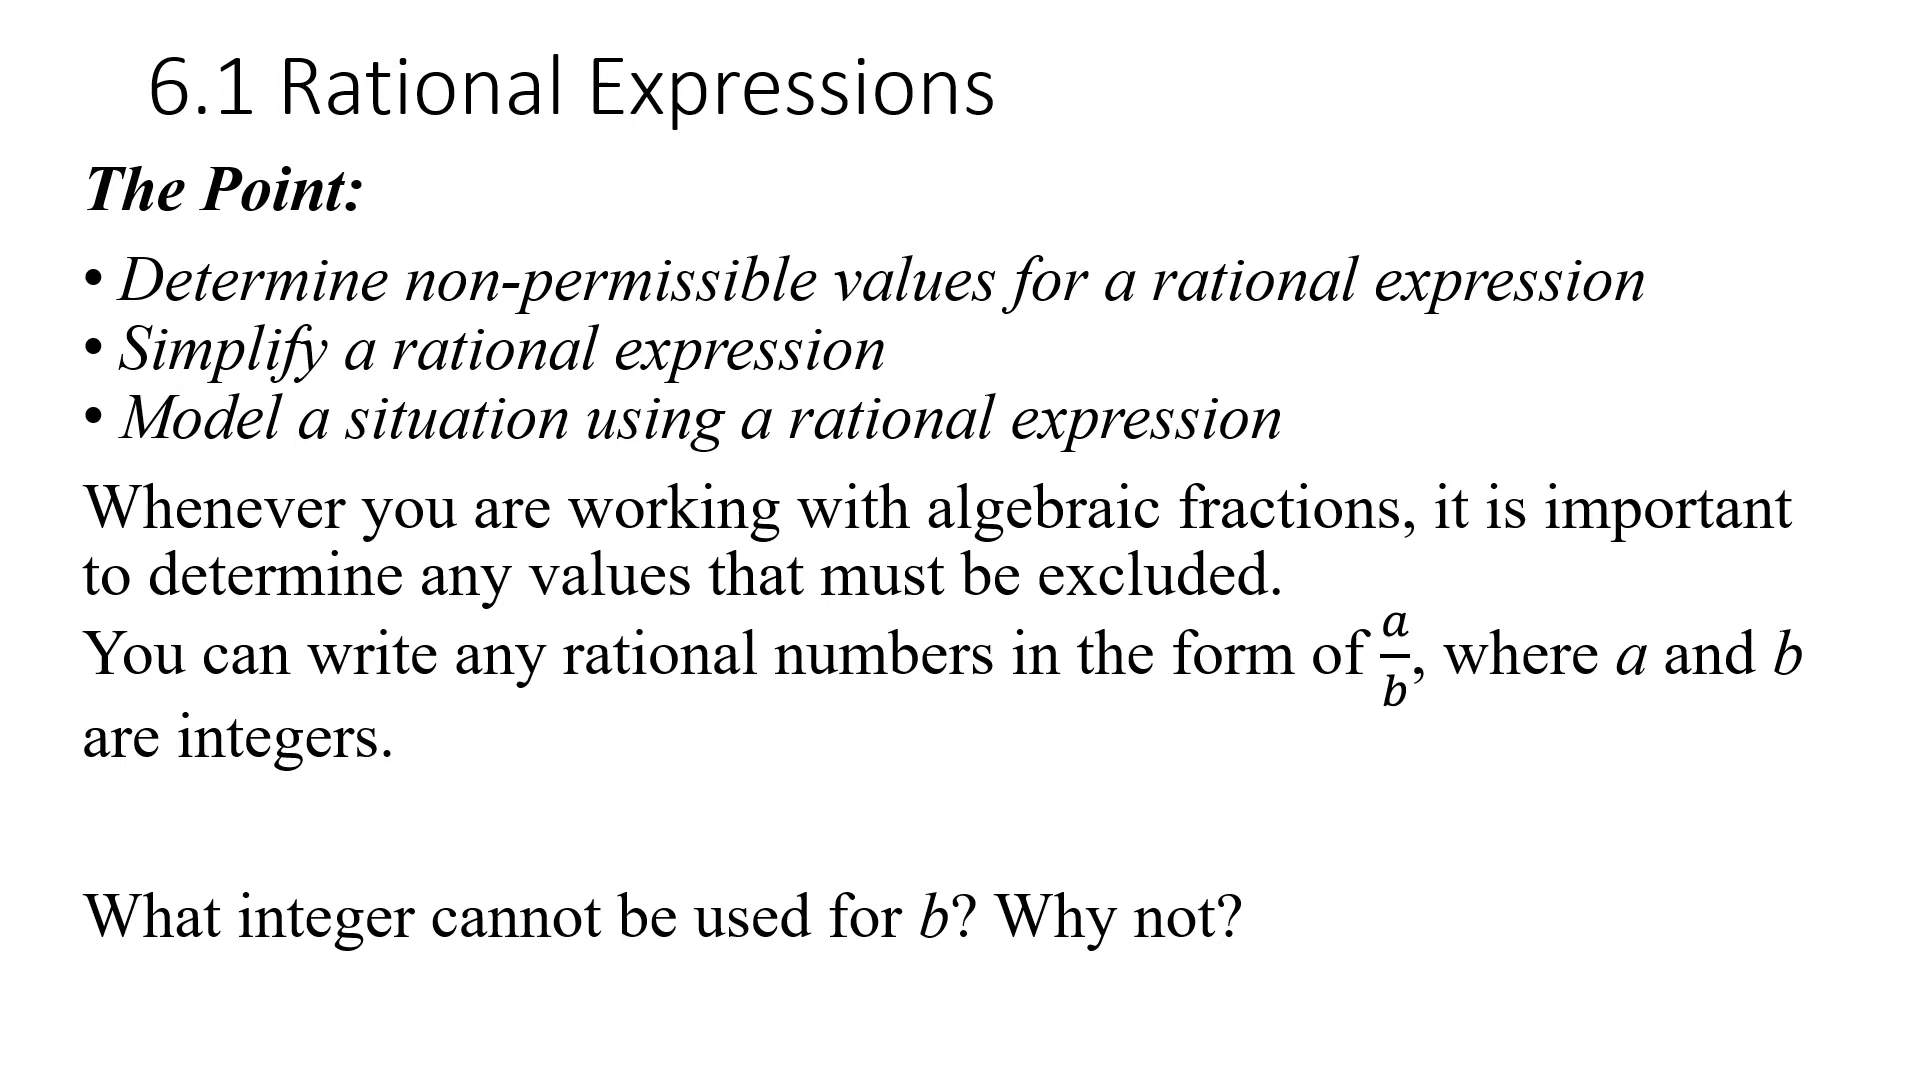 6.1 Rational Expressions
The Point:
• Determine non-permissible values for a rational expression
• Simplify a rational expression
• Model a situation using a rational expression
Whenever you are working with algebraic fractions, it is important
to determine any values that must be excluded.
You can write any rational numbers in the form of a/b, where a and b
are integers.
What integer cannot be used for b? Why not?